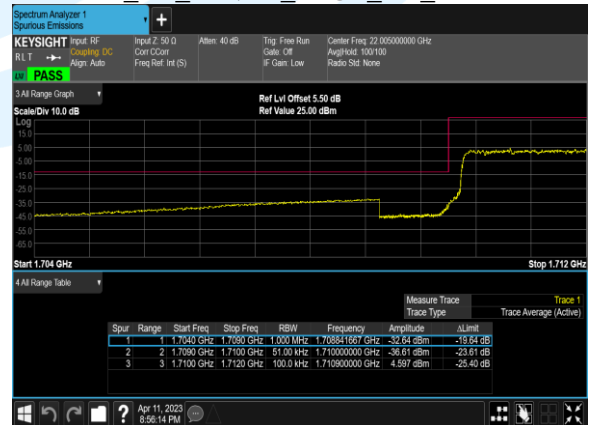 Spectrum Analyzer 1
Spurious Emissions
KEYSIGHT Input: RF Input Z: 50 Ω Atten: 40 dB Trig: Free Run Center Freq: 22.005000000 GHz
RLT Coupling: DC Corr CCorr Gate: Off Avg|Hold: 100/100
Align: Auto Freq Ref: Int (S) IF Gain: Low Radio Std: None
PASS
3 All Range Graph
Scale/Div 10.0 dB Ref Lvl Offset 5.50 dB
Ref Value 25.00 dBm
Log
15.0
5.00
-5.00
-15.0
-25.0
-35.0
-45.0
-55.0
-65.0
Start 1.704 GHz Stop 1.712 GHz
4 All Range Table
Measure Trace Trace 1
Trace Type Trace Average (Active)
Spur Range Start Freq Stop Freq RBW Frequency Amplitude ΔLimit
1 1 1.7040 GHz 1.7090 GHz 1.000 MHz 1.708841667 GHz -32.64 dBm -19.64 dB
2 2 1.7090 GHz 1.7100 GHz 51.00 kHz 1.710000000 GHz -36.61 dBm -23.61 dB
3 3 1.7100 GHz 1.7120 GHz 100.0 kHz 1.710900000 GHz 4.597 dBm -25.40 dB
Apr 11, 2023
8:56:14 PM